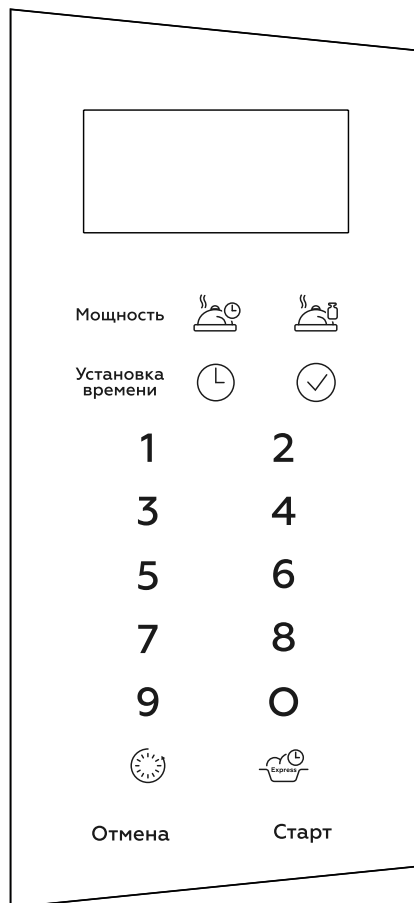 Мощность
Установка
времени
1 2
3 4
5 6
7 8
9 0
Express
Отмена Старт